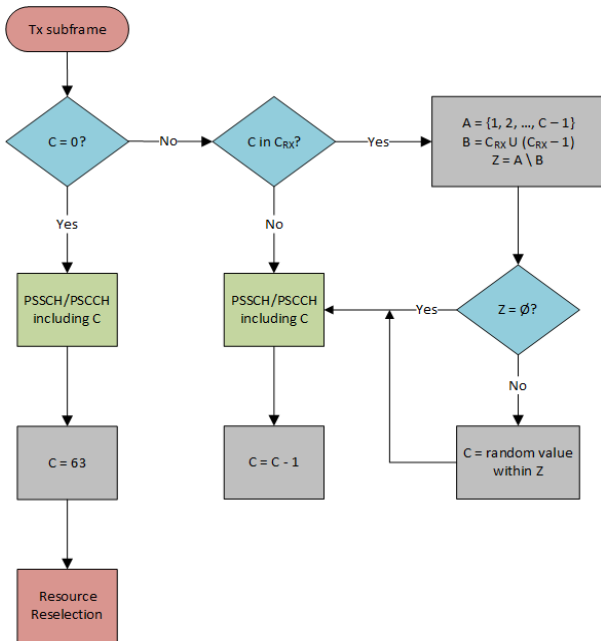 Tx subframe
C = 0?
No
C in CRX?
Yes
A = {1, 2, …, C – 1}
B = CRX U (CRX – 1)
Z = A \ B
Yes
No
PSSCH/PSCCH
including C
PSSCH/PSCCH
including C
Yes
Z = Ø?
No
C = 63
C = C - 1
C = random value
within Z
Resource
Reselection